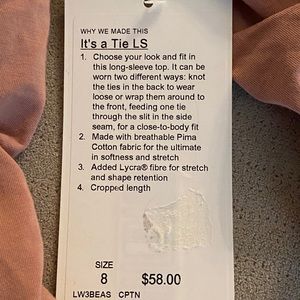 WHY WE MADE THIS
It's a Tie LS
1. Choose your look and fit in
this long-sleeve top. It can be
worn two different ways: knot
the ties in the back to wear
loose or wrap them around to
the front, feeding one tie
through the slit in the side
seam, for a close-to-body fit
2. Made with breathable Pima
Cotton fabric for the ultimate
in softness and stretch
3. Added Lycra® fibre for stretch
and shape retention
4. Cropped length
SIZE
8 $58.00
LW3BEAS CPTN